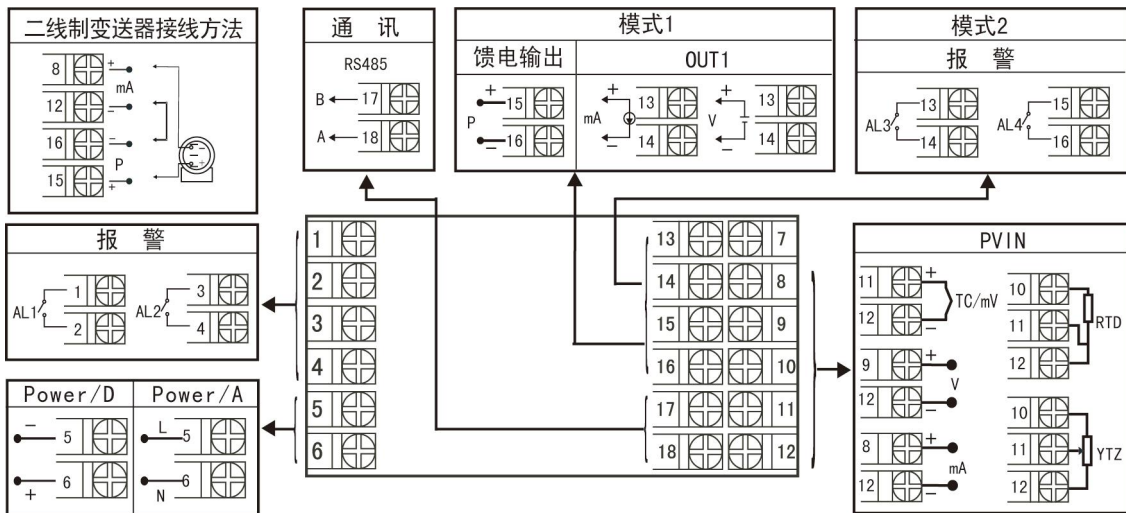 二线制变送器接线方法
8 + mA
12 -
16 -
P
15 +
通 讯
RS485
B 17
A 18
模式1
馈电输出
OUT1
+ 15
P
- 16
+ 13
mA
- 14
+ 13
V
- 14
模式2
报 警
AL3 13
14
AL4 15
16
报 警
AL1 1
2
AL2 3
4
Power/D
Power/A
- 5
+ 6
L 5
N 6
1
2
3
4
5
6
13 7
14 8
15 9
16 10
17 11
18 12
PVIN
11 +
TC/mV
12 -
9 +
V
12 -
8 +
mA
12 -
10
11 RTD
12
10
11 YTZ
12